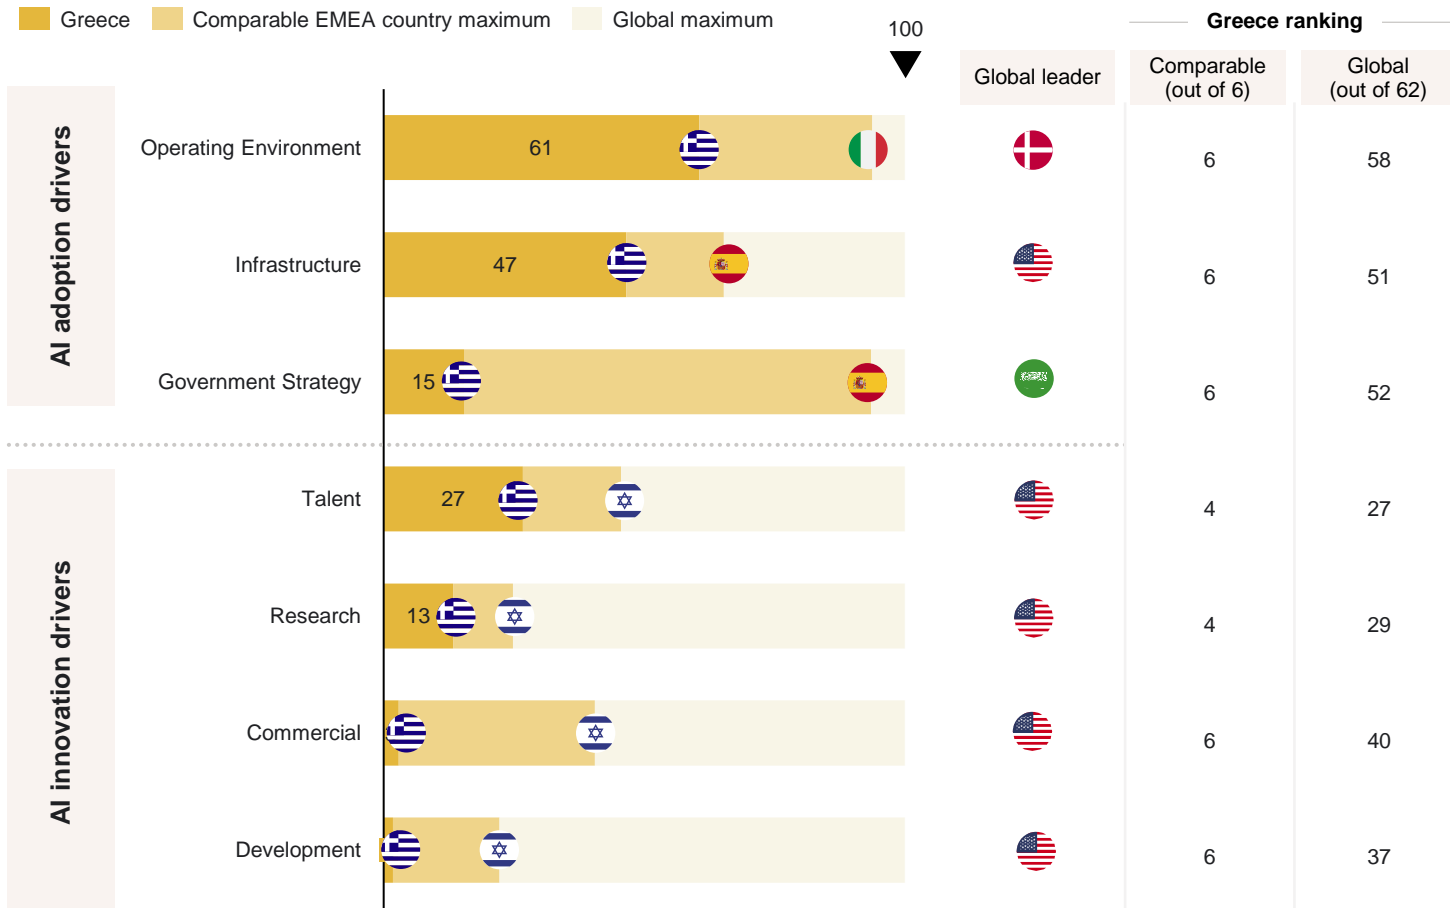 Greece
Comparable EMEA country maximum
Global maximum
100
Greece ranking
Global leader
Comparable
(out of 6)
Global
(out of 62)
AI adoption drivers
Operating Environment
61
6
58
Infrastructure
47
6
51
Government Strategy
15
6
52
AI innovation drivers
Talent
27
4
27
Research
13
4
29
Commercial
6
40
Development
6
37